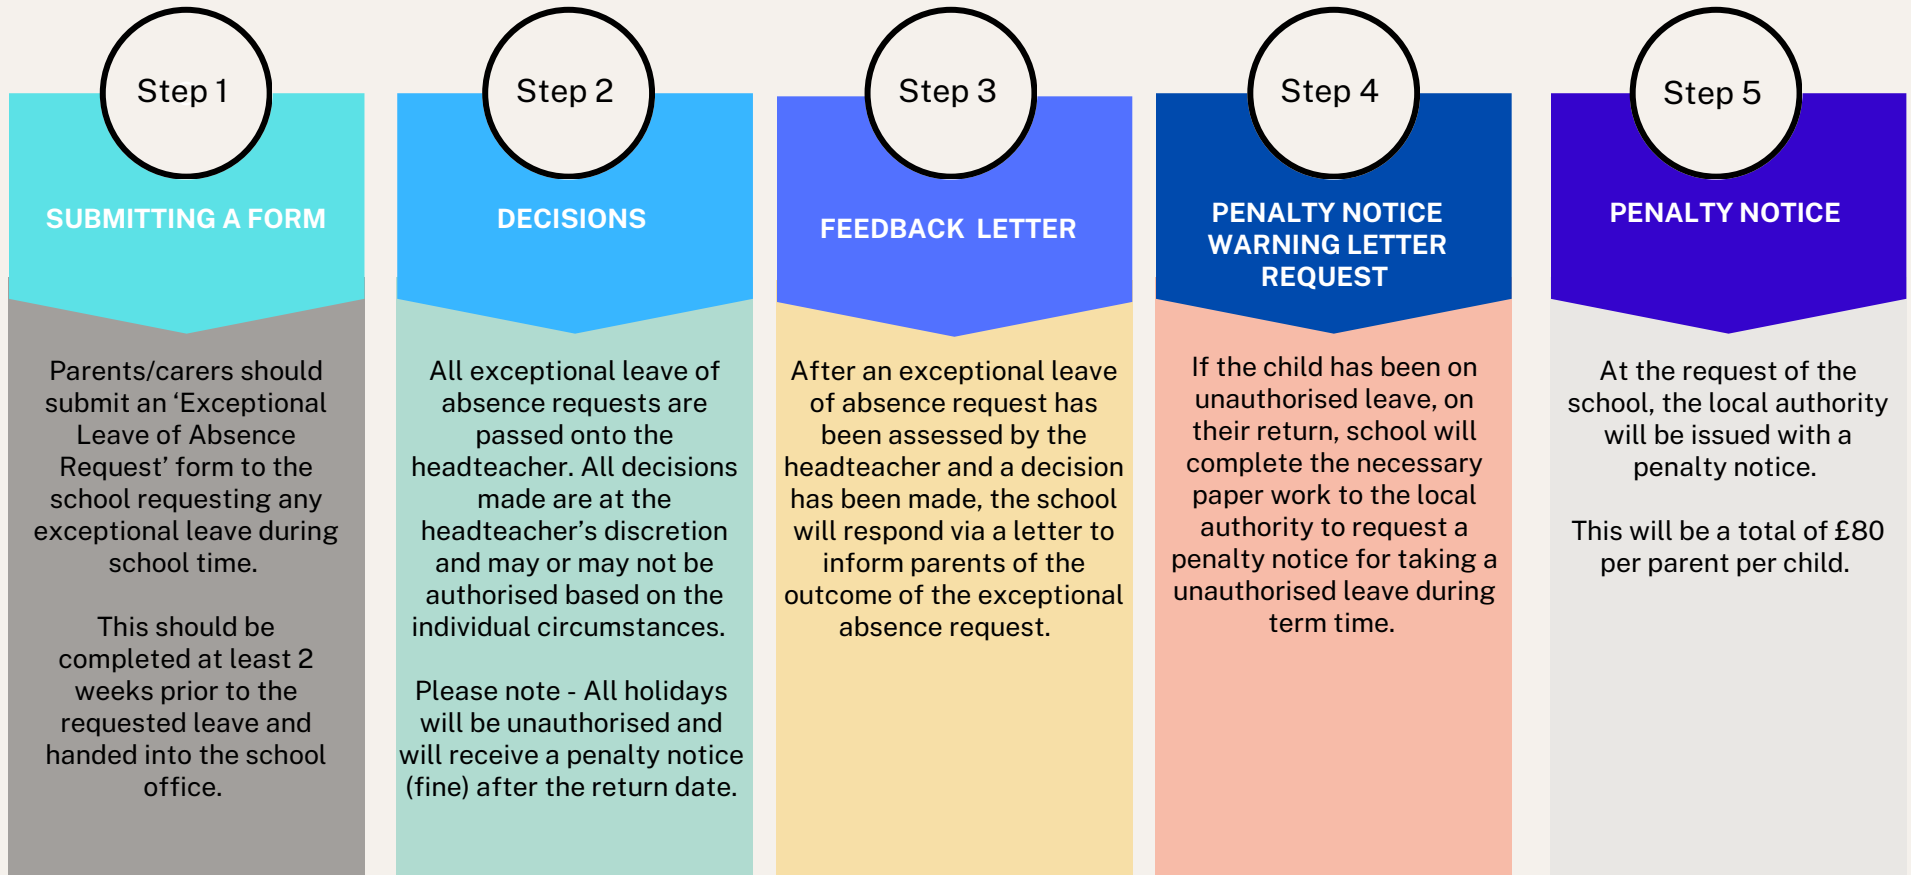 Step 1
SUBMITTING A FORM
Parents/carers should
submit an ‘Exceptional
Leave of Absence
Request’ form to the
school requesting any
exceptional leave during
school time.
This should be
completed at least 2
weeks prior to the
requested leave and
handed into the school
office.
Step 2
DECISIONS
All exceptional leave of
absence requests are
passed onto the
headteacher. All decisions
made are at the
headteacher’s discretion
and may or may not be
authorised based on the
individual circumstances.
Please note - All holidays
will be unauthorised and
will receive a penalty notice
(fine) after the return date.
Step 3
FEEDBACK LETTER
After an exceptional leave
of absence request has
been assessed by the
headteacher and a decision
has been made, the school
will respond via a letter to
inform parents of the
outcome of the exceptional
absence request.
Step 4
PENALTY NOTICE
WARNING LETTER
REQUEST
If the child has been on
unauthorised leave, on
their return, school will
complete the necessary
paper work to the local
authority to request a
penalty notice for taking a
unauthorised leave during
term time.
Step 5
PENALTY NOTICE
At the request of the
school, the local authority
will be issued with a
penalty notice.
This will be a total of £80
per parent per child.